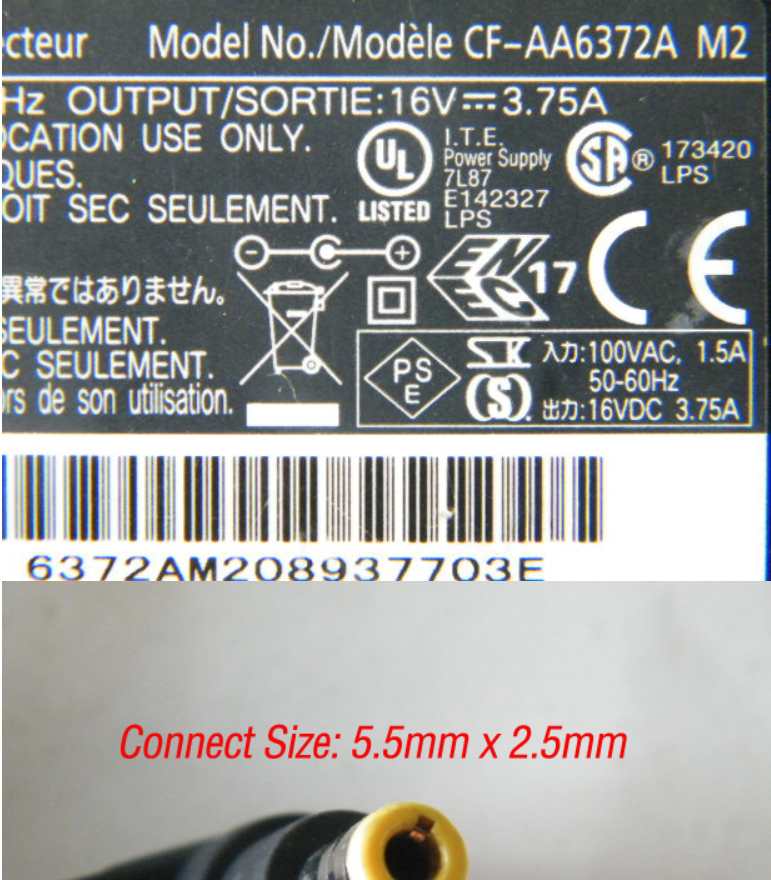 cteur Model No./Modèle CF-AA6372A M2
Hz OUTPUT/SORTIE:16V⎓3.75A
OCATION USE ONLY.
QUES.
OIT SEC SEULEMENT.
UL
LISTED
I.T.E.
Power Supply
7L87
E142327
LPS
SA
® 173420
LPS
− +
異常ではありません。
SEULEMENT.
C SEULEMENT.
rs de son utilisation.
ENEC
17
CE
PS
E
入力:100VAC, 1.5A
50-60Hz
出力:16VDC 3.75A
6372AM208937703E
Connect Size: 5.5mm x 2.5mm